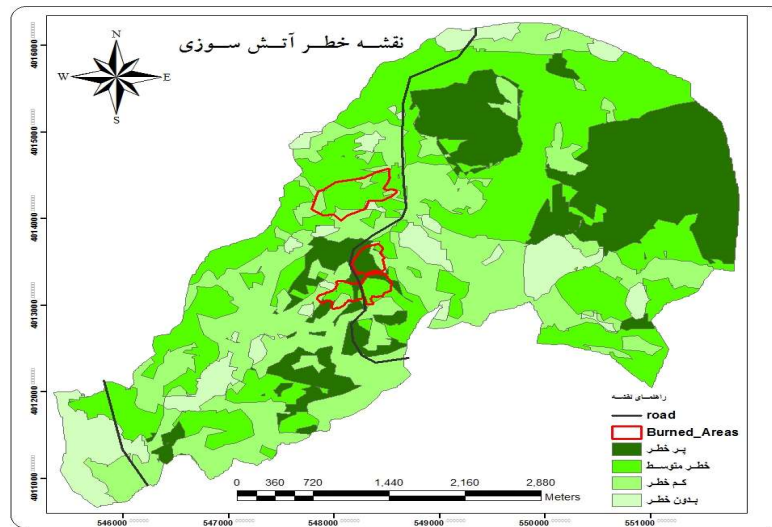 نقشه خطر آتش سوزی
N
W E
S
4016000
4015000
4014000
4013000
4012000
4011000
546000 547000 548000 549000 550000 551000
0 360 720 1,440 2,160 2,880
Meters
راهنمای نقشه
road
Burned_Areas
پر خطر
خطر متوسط
کم خطر
بدون خطر